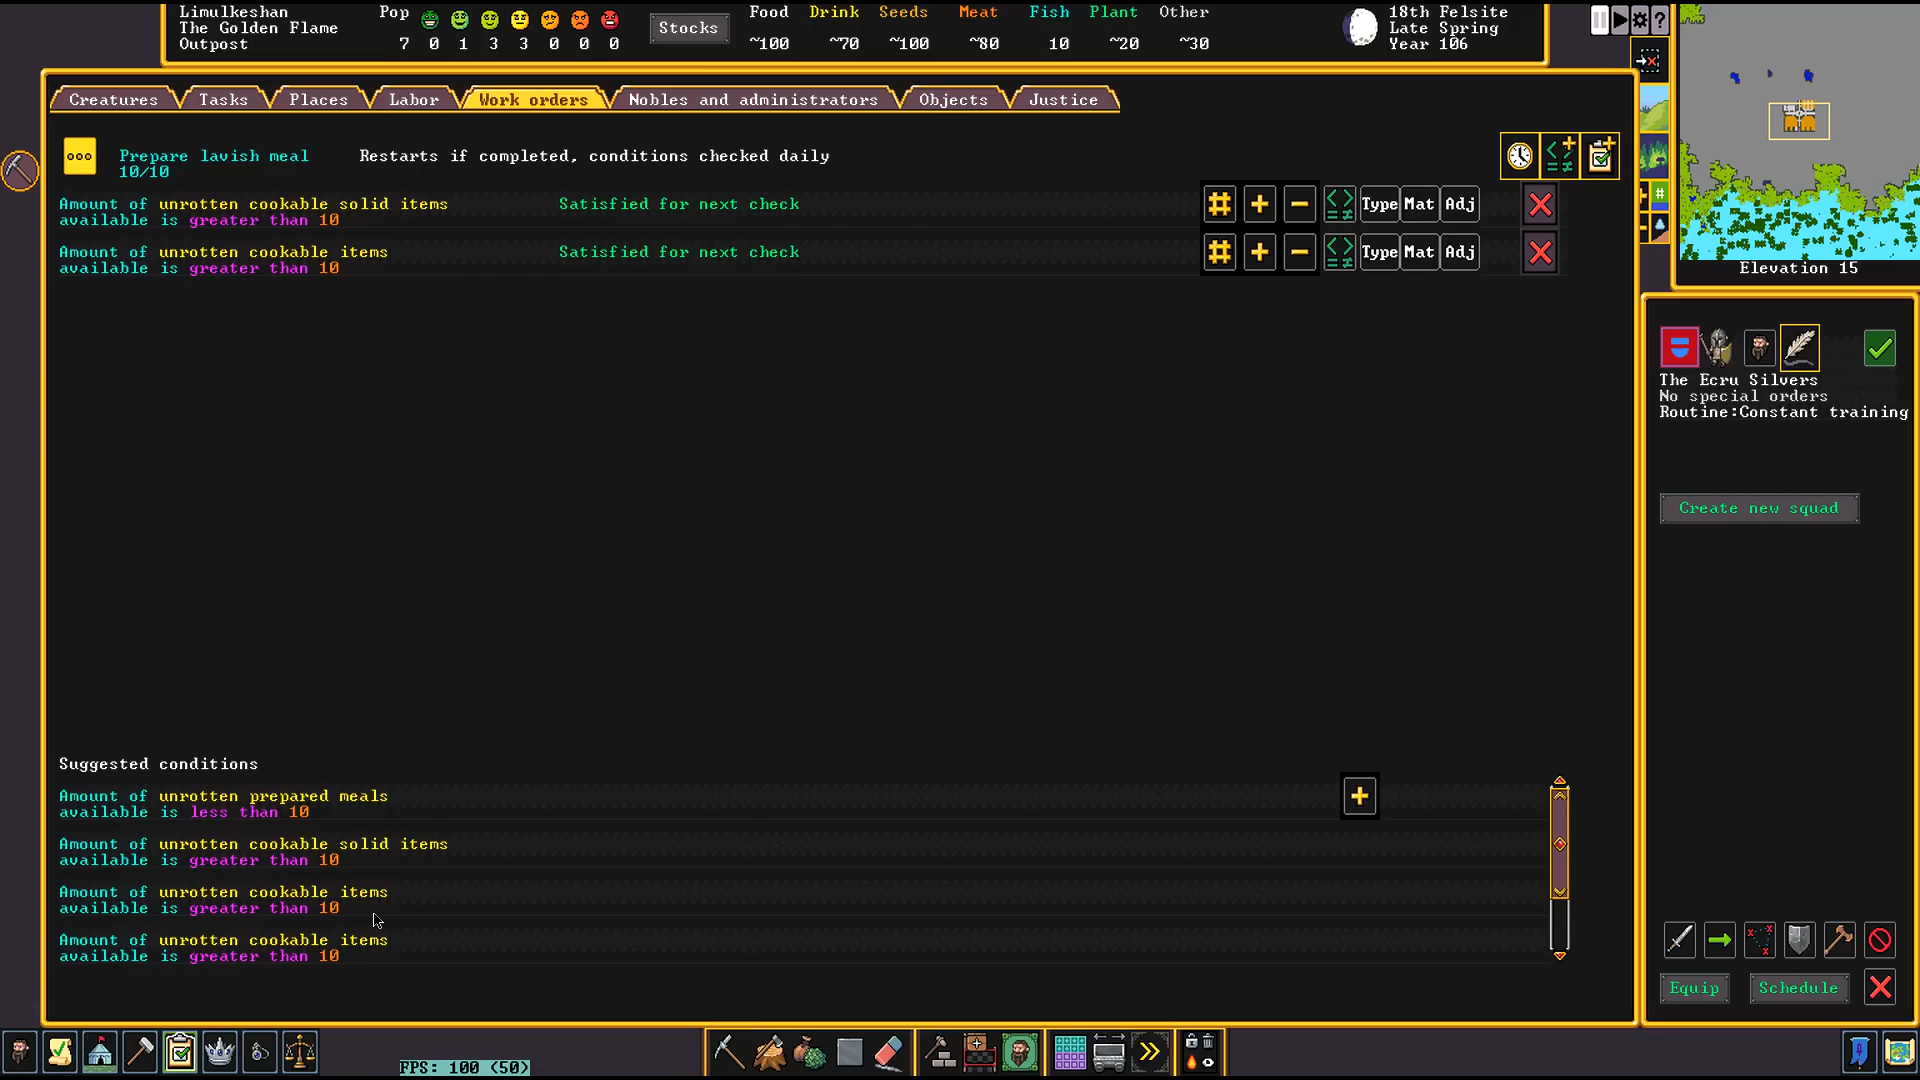 Limulkeshan
The Golden Flame
Outpost
Pop
7 0 1 3 3 0 0 0
Stocks
Food Drink Seeds Meat Fish Plant Other
~100 ~70 ~100 ~80 10 ~20 ~30
18th Felsite
Late Spring
Year 106
Creatures Tasks Places Labor Work orders Nobles and administrators Objects Justice
Prepare lavish meal Restarts if completed, conditions checked daily
10/10
Amount of unrotten cookable solid items Satisfied for next check
available is greater than 10
Type Mat Adj
Amount of unrotten cookable items Satisfied for next check
available is greater than 10
Type Mat Adj
Suggested conditions
Amount of unrotten prepared meals
available is less than 10
Amount of unrotten cookable solid items
available is greater than 10
Amount of unrotten cookable items
available is greater than 10
Amount of unrotten cookable items
available is greater than 10
Elevation 15
The Ecru Silvers
No special orders
Routine:Constant training
Create new squad
Equip Schedule
FPS: 100 (50)